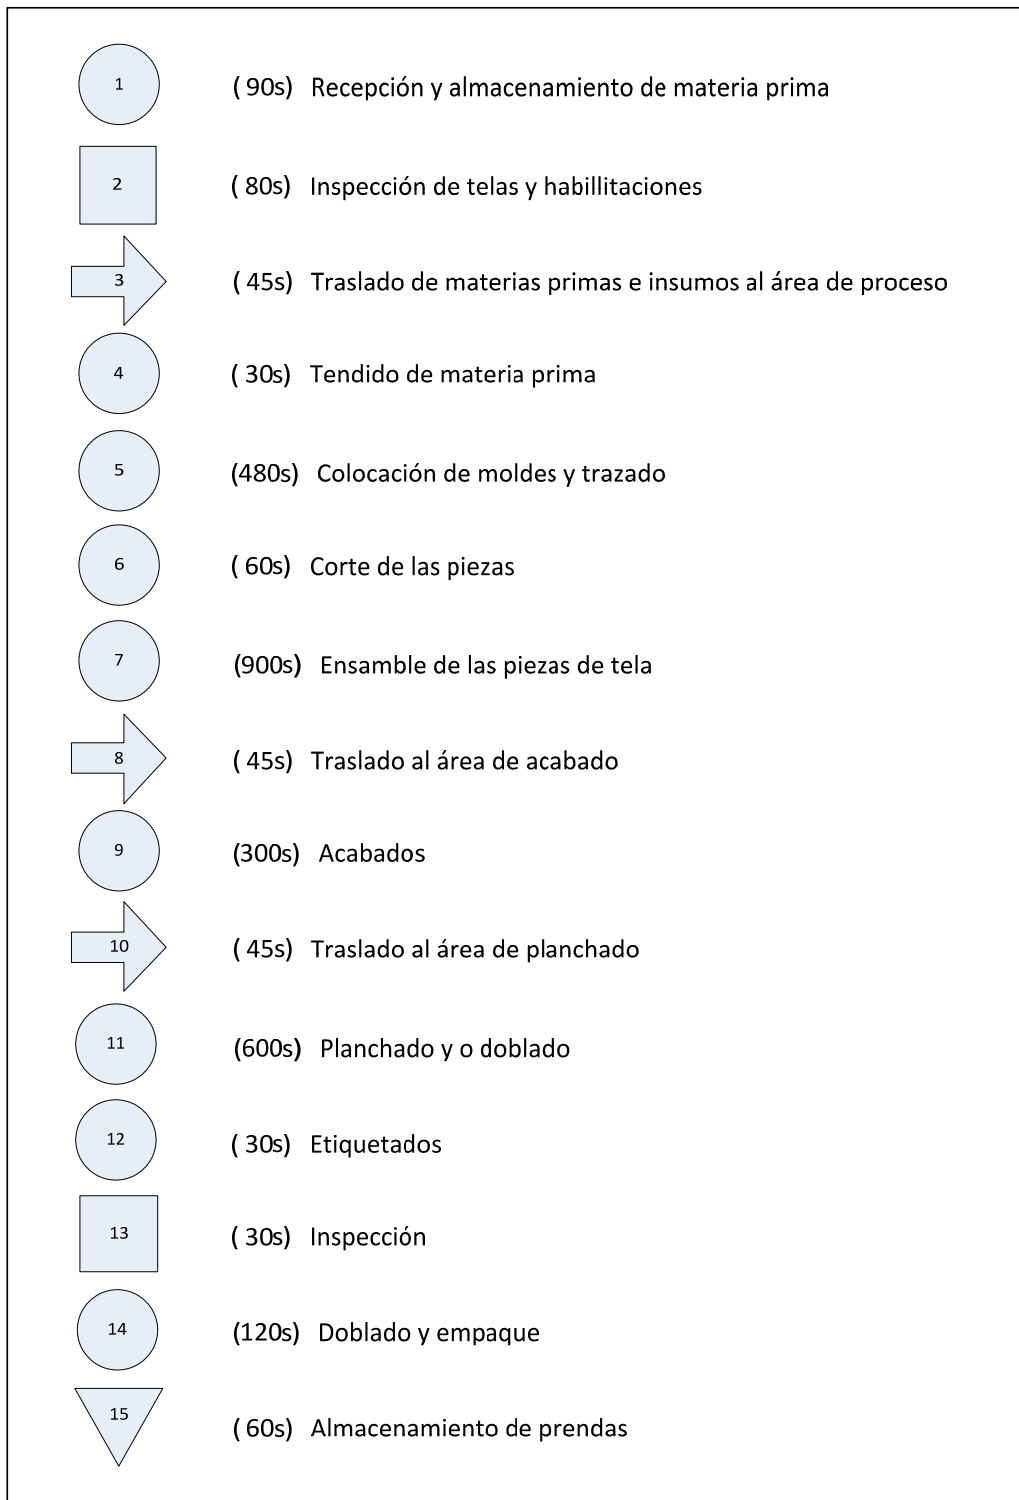 1 ( 90s) Recepción y almacenamiento de materia prima
2 ( 80s) Inspección de telas y habillitaciones
3 ( 45s) Traslado de materias primas e insumos al área de proceso
4 ( 30s) Tendido de materia prima
5 (480s) Colocación de moldes y trazado
6 ( 60s) Corte de las piezas
7 (900s) Ensamble de las piezas de tela
8 ( 45s) Traslado al área de acabado
9 (300s) Acabados
10 ( 45s) Traslado al área de planchado
11 (600s) Planchado y o doblado
12 ( 30s) Etiquetados
13 ( 30s) Inspección
14 (120s) Doblado y empaque
15 ( 60s) Almacenamiento de prendas